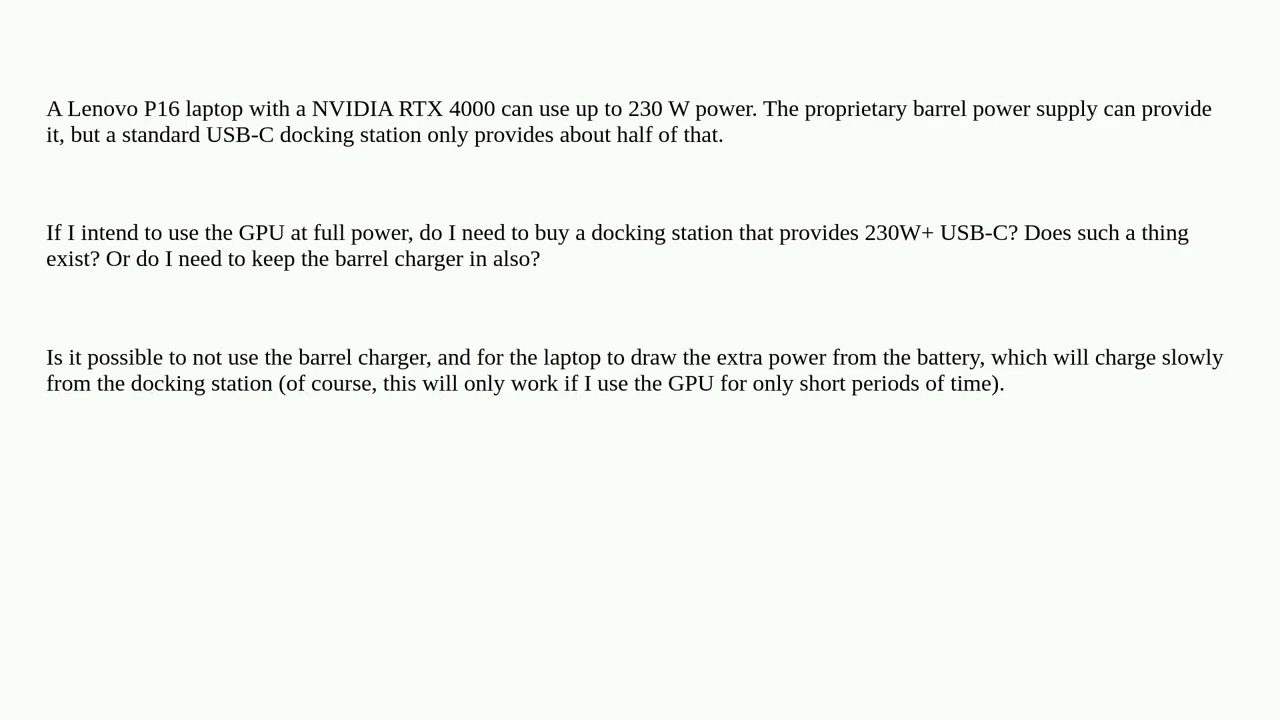 A Lenovo P16 laptop with a NVIDIA RTX 4000 can use up to 230 W power. The proprietary barrel power supply can provide
it, but a standard USB-C docking station only provides about half of that.
If I intend to use the GPU at full power, do I need to buy a docking station that provides 230W+ USB-C? Does such a thing
exist? Or do I need to keep the barrel charger in also?
Is it possible to not use the barrel charger, and for the laptop to draw the extra power from the battery, which will charge slowly
from the docking station (of course, this will only work if I use the GPU for only short periods of time).